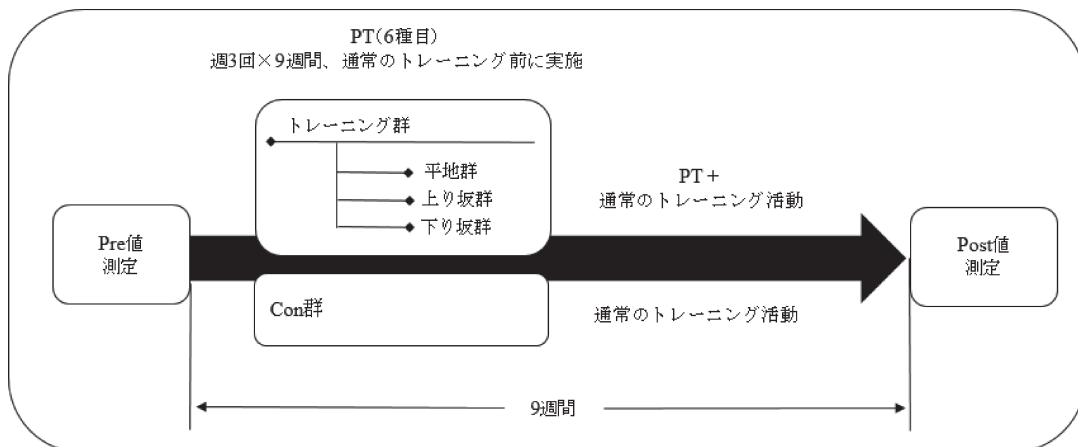 PT(6種目)
週3回×9週間、通常のトレーニング前に実施
トレーニング群
平地群
上り坂群
下り坂群
PT＋
通常のトレーニング活動
Pre値
測定
Post値
測定
Con群
通常のトレーニング活動
9週間